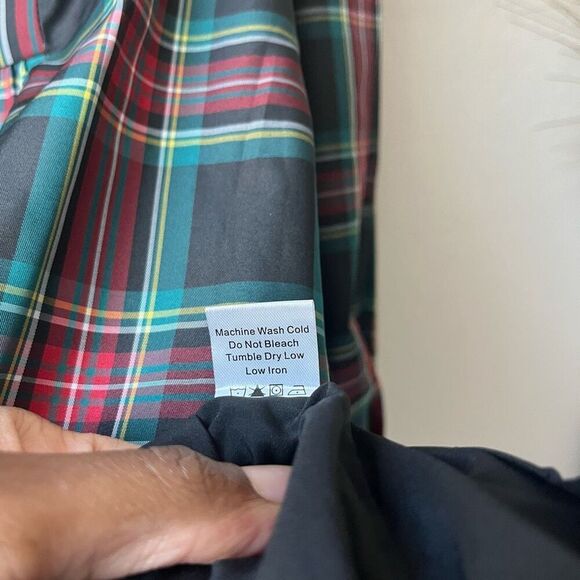 Machine Wash Cold
Do Not Bleach
Tumble Dry Low
Low Iron